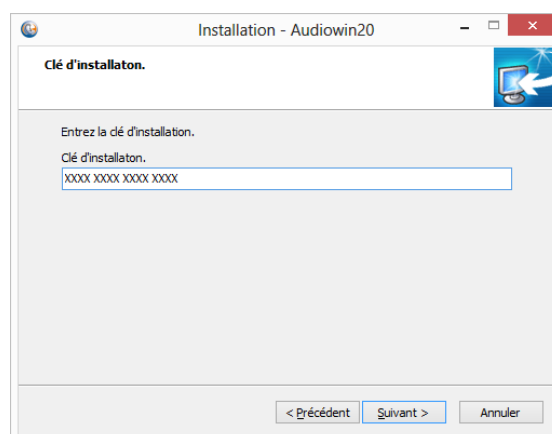 Installation - Audiowin20
Clé d'installaton.
Entrez la clé d'installation.
Clé d'installaton.
XXXX XXXX XXXX XXXX
< Précédent
Suivant >
Annuler